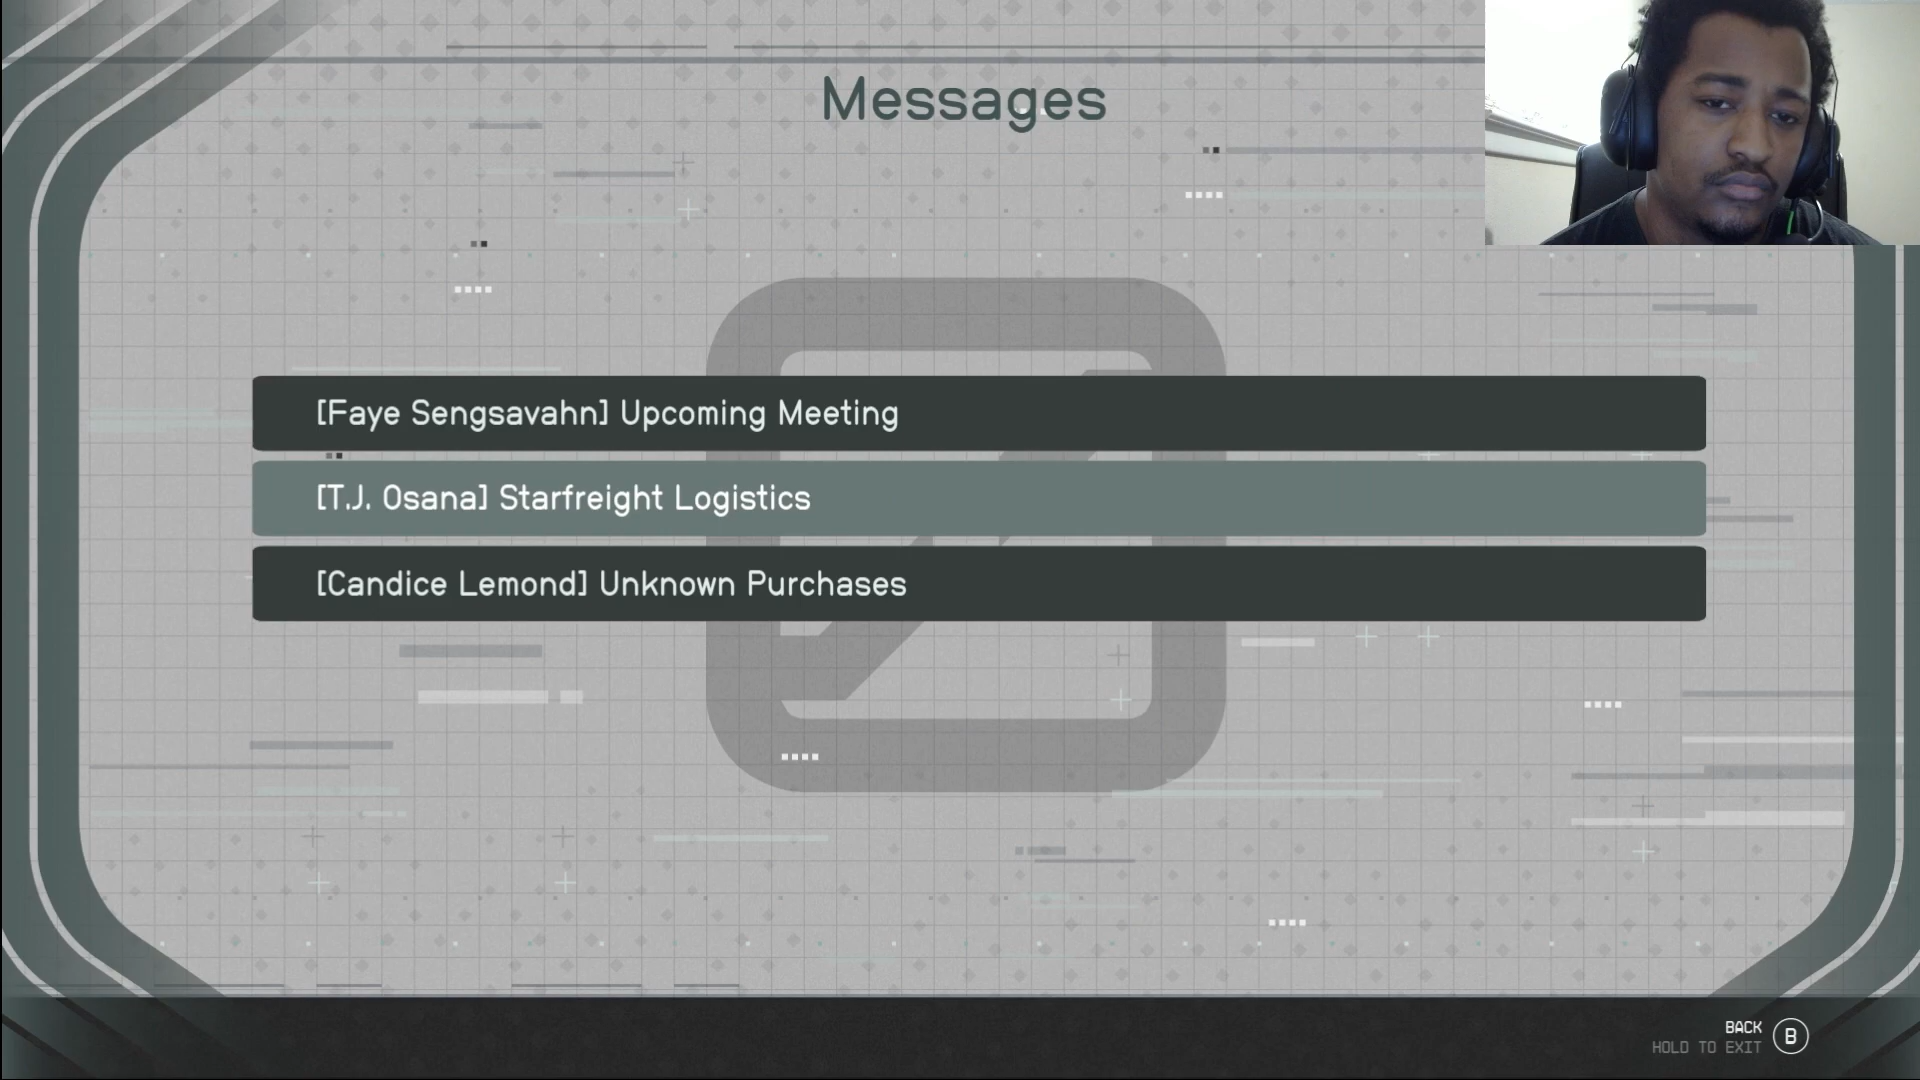 Messages
[Faye Sengsavahn] Upcoming Meeting
[T.J. Osana] Starfreight Logistics
[Candice Lemond] Unknown Purchases
BACK
HOLD TO EXIT
B